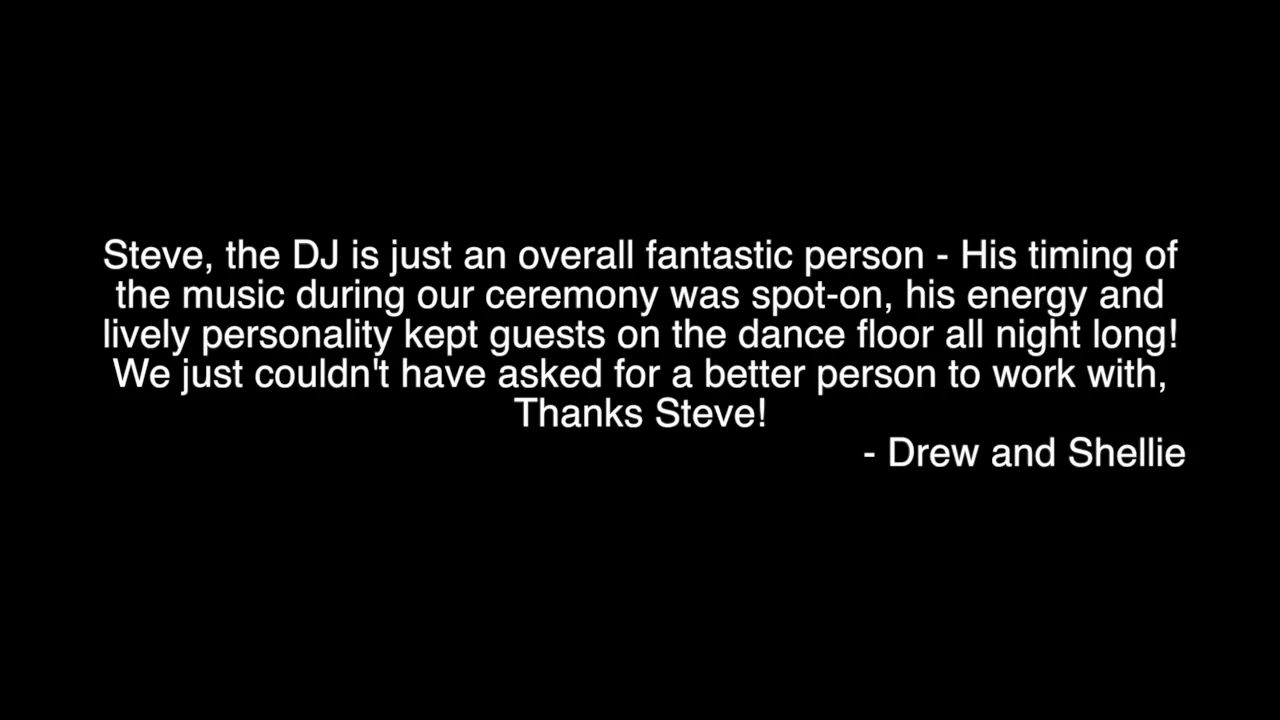 Steve, the DJ is just an overall fantastic person - His timing of
the music during our ceremony was spot-on, his energy and
lively personality kept guests on the dance floor all night long!
We just couldn't have asked for a better person to work with,
Thanks Steve!
- Drew and Shellie